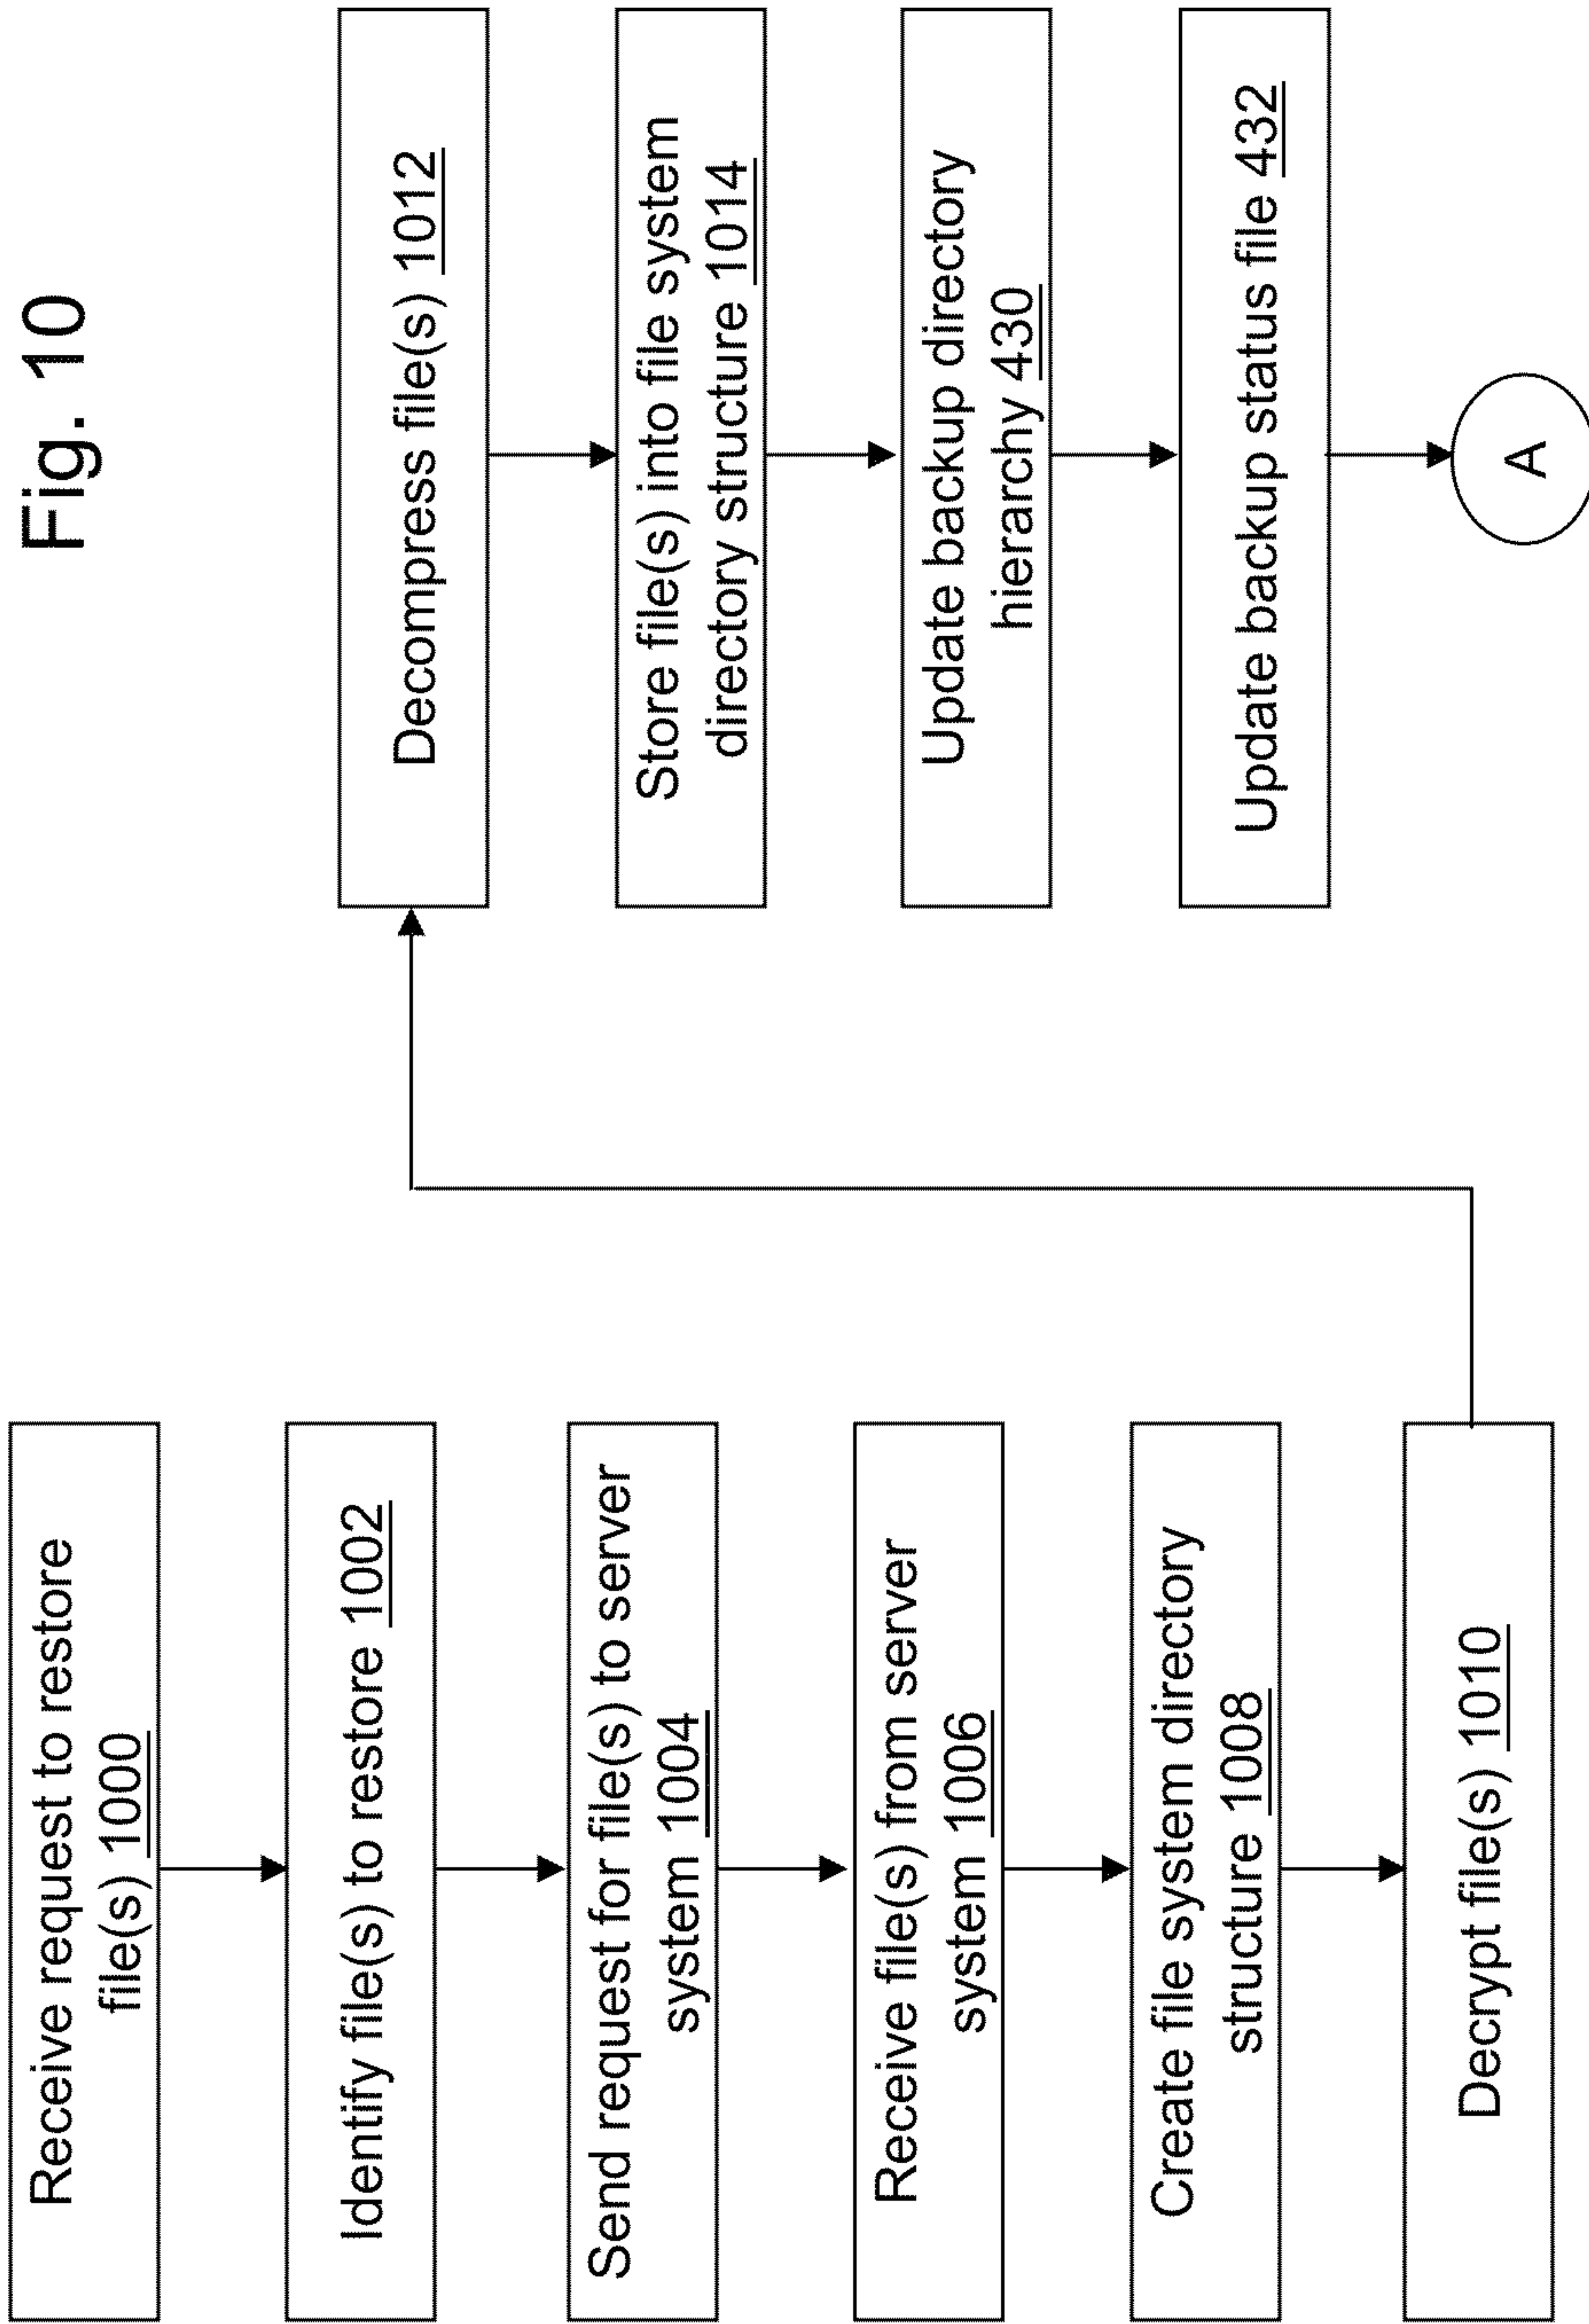 Fig. 10
Receive request to restore
file(s) 1000
Identify file(s) to restore 1002
Send request for file(s) to server
system 1004
Receive file(s) from server
system 1006
Create file system directory
structure 1008
Decrypt file(s) 1010
Decompress file(s) 1012
Store file(s) into file system
directory structure 1014
Update backup directory
hierarchy 430
Update backup status file 432
A